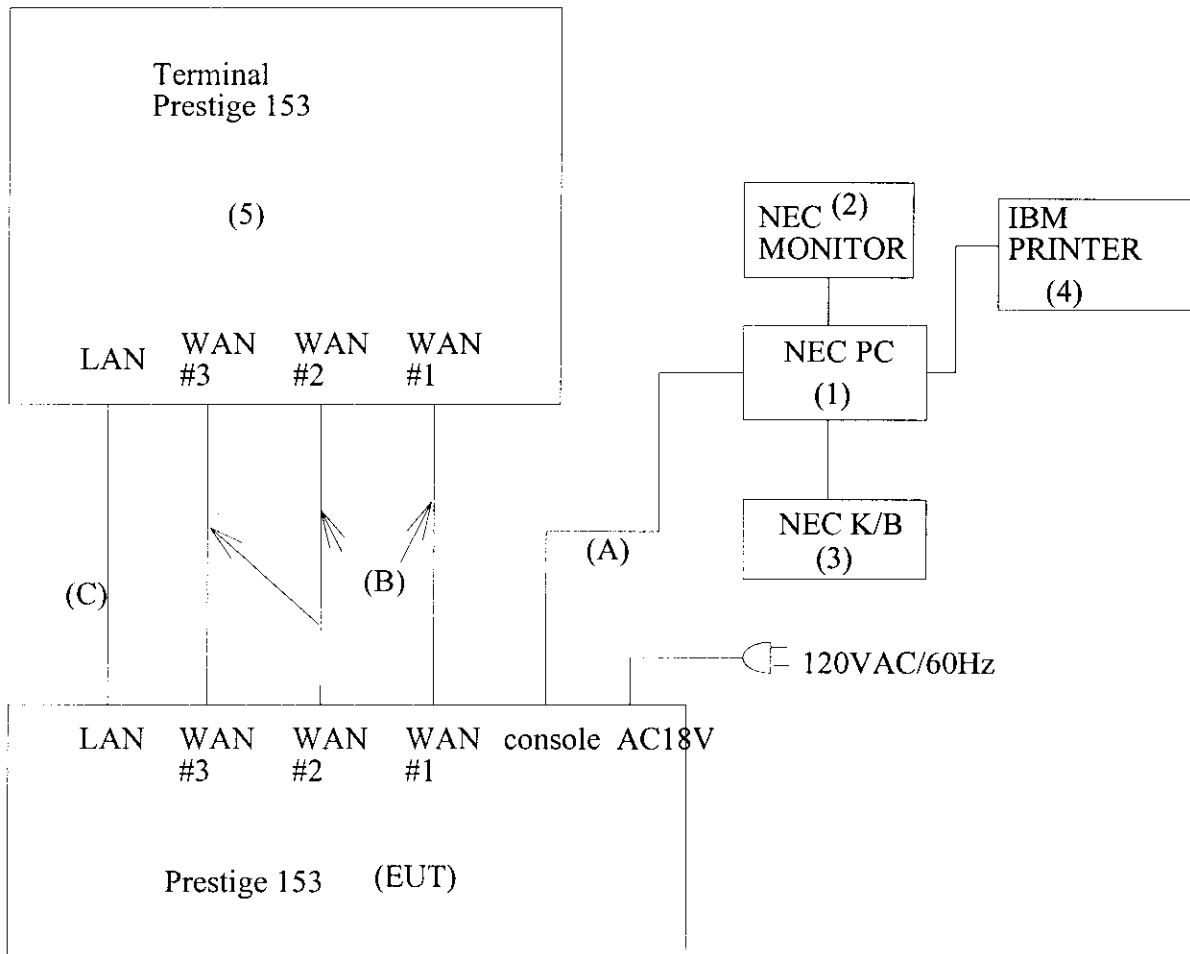 Terminal
Prestige 153
(5)
LAN WAN #3 WAN #2 WAN #1
NEC (2)
MONITOR
IBM
PRINTER
(4)
NEC PC
(1)
NEC K/B
(3)
(A)
(B)
(C)
120VAC/60Hz
LAN WAN #3 WAN #2 WAN #1 console AC18V
Prestige 153 (EUT)